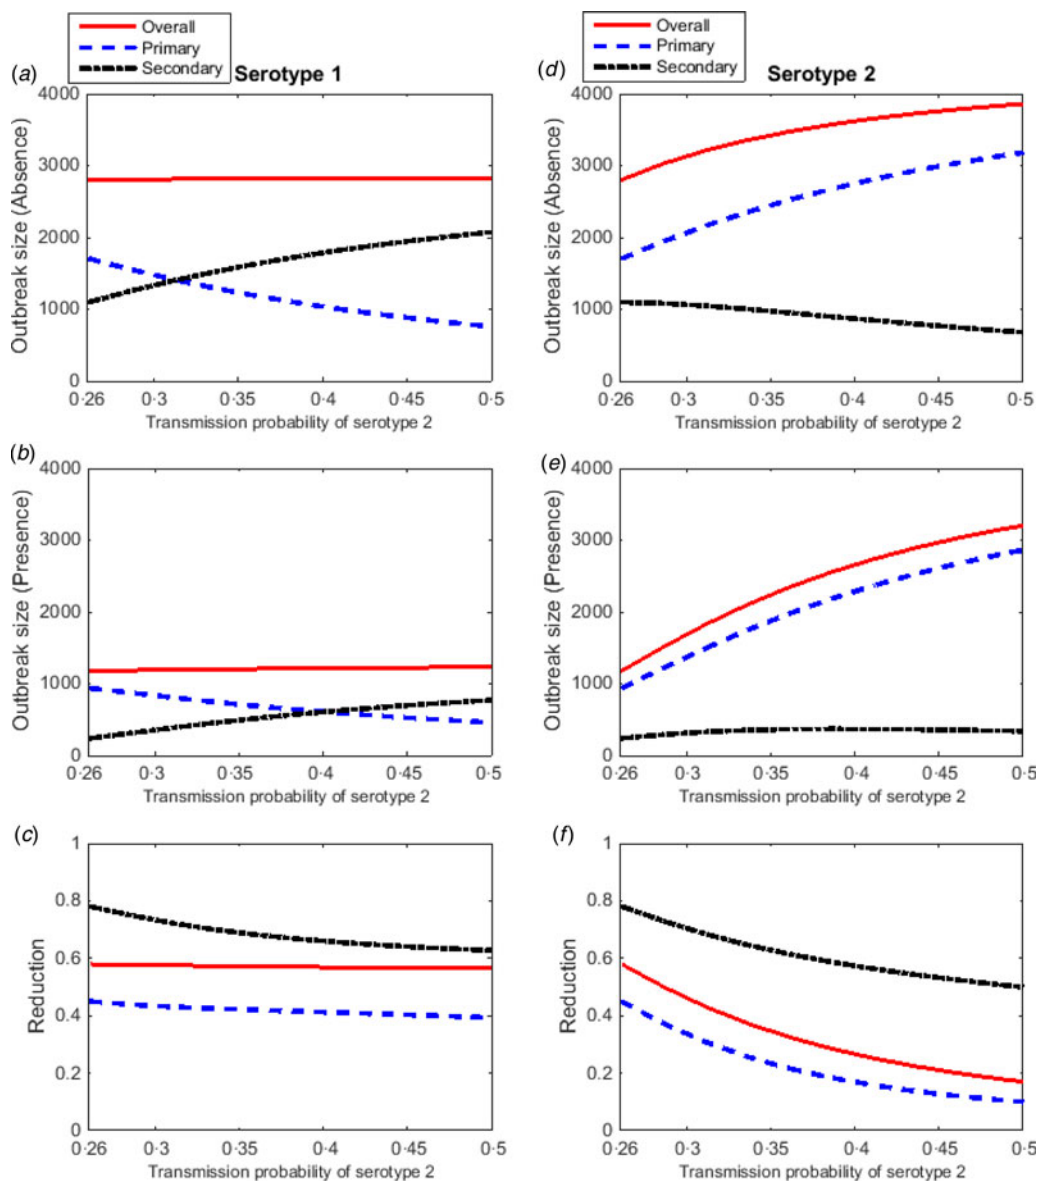 Overall
Primary
Secondary
(a)
Serotype 1
Outbreak size (Absence)
4000
3000
2000
1000
0
0·26
0·3
0·35
0·4
0·45
0·5
Transmission probability of serotype 2
Overall
Primary
Secondary
(d)
Serotype 2
Outbreak size (Absence)
4000
3000
2000
1000
0
0·26
0·3
0·35
0·4
0·45
0·5
Transmission probability of serotype 2
(b)
Outbreak size (Presence)
4000
3000
2000
1000
0
0·26
0·3
0·35
0·4
0·45
0·5
Transmission probability of serotype 2
(e)
Outbreak size (Presence)
4000
3000
2000
1000
0
0·26
0·3
0·35
0·4
0·45
0·5
Transmission probability of serotype 2
(c)
Reduction
1
0.8
0.6
0.4
0.2
0
0·26
0·3
0·35
0·4
0·45
0·5
Transmission probability of serotype 2
(f)
Reduction
1
0.8
0.6
0.4
0.2
0
0·26
0·3
0·35
0·4
0·45
0·5
Transmission probability of serotype 2